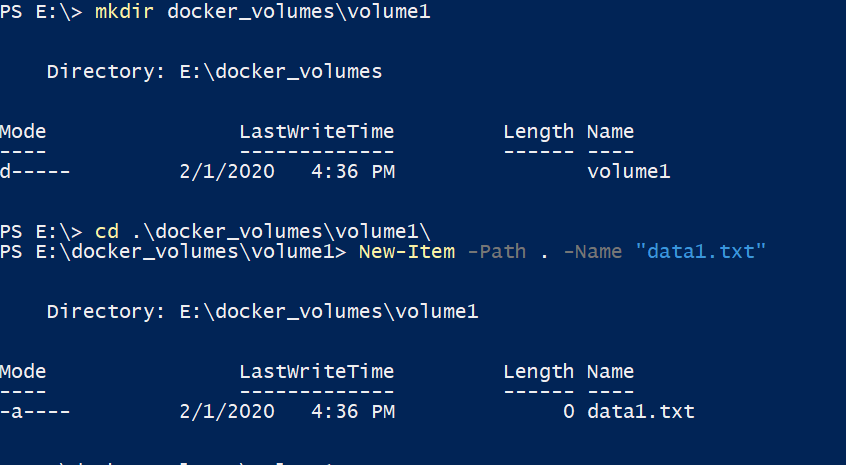 PS E:\> mkdir docker_volumes\volume1
Directory: E:\docker_volumes
Mode LastWriteTime Length Name
---- ------------- ------ ----
d----- 2/1/2020 4:36 PM volume1
PS E:\> cd .\docker_volumes\volume1\
PS E:\docker_volumes\volume1> New-Item -Path . -Name "data1.txt"
Directory: E:\docker_volumes\volume1
Mode LastWriteTime Length Name
---- ------------- ------ ----
-a---- 2/1/2020 4:36 PM 0 data1.txt